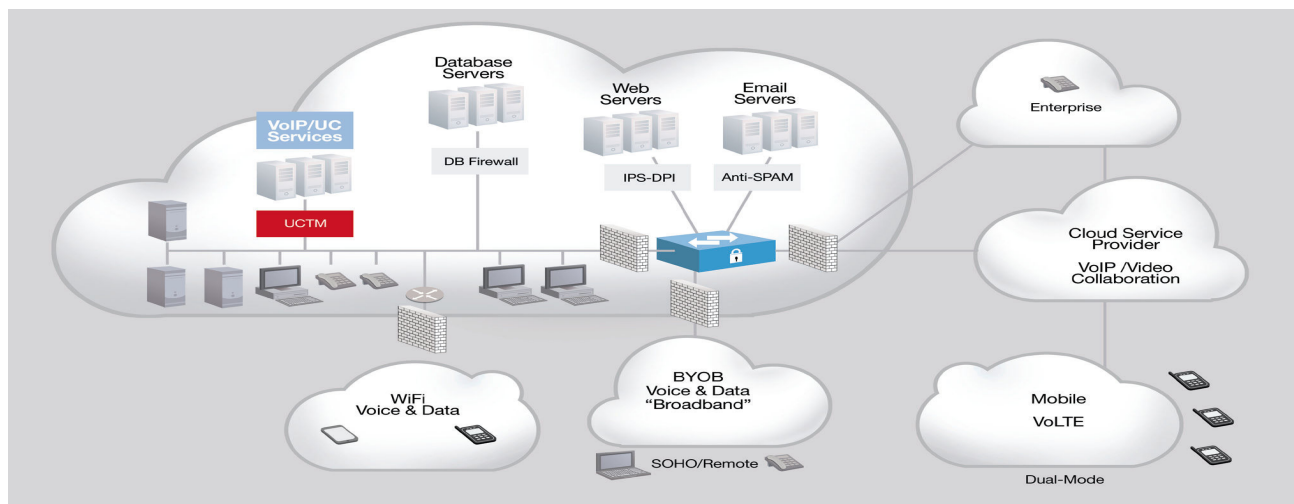 Database
Servers
Web
Servers
Email
Servers
Enterprise
VoIP/UC
Services
DB Firewall
IPS-DPI
Anti-SPAM
UCTM
Cloud Service
Provider
VoIP /Video
Collaboration
WiFi
Voice & Data
BYOB
Voice & Data
“Broadband”
Mobile
VoLTE
SOHO/Remote
Dual-Mode